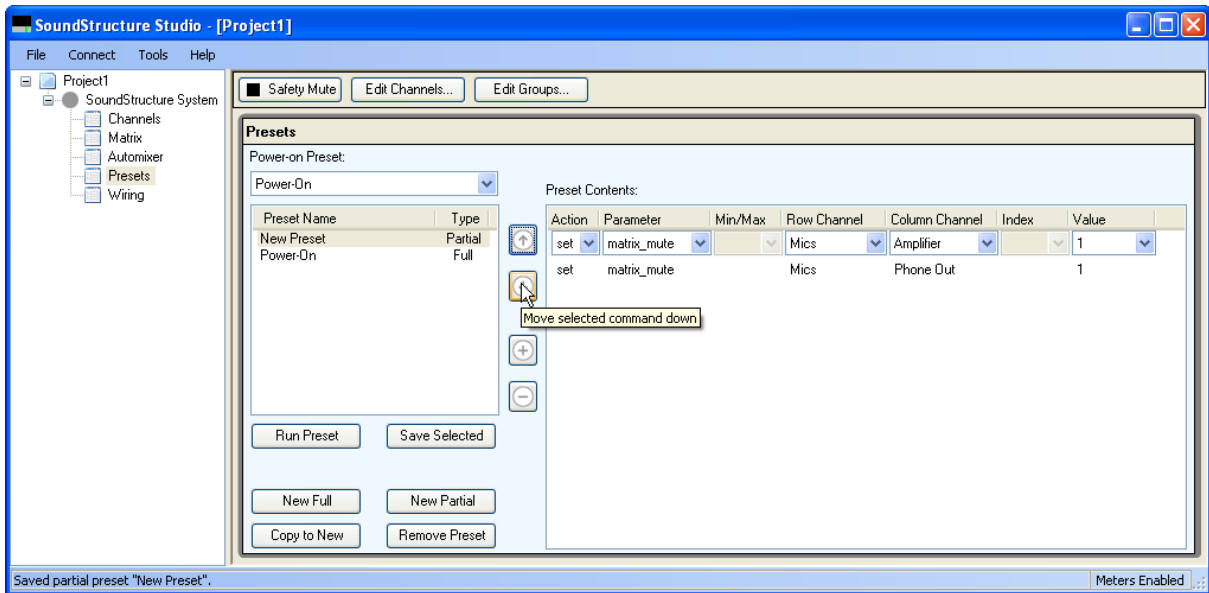 SoundStructure Studio - [Project1]
File Connect Tools Help
Project1
SoundStructure System
Channels
Matrix
Automixer
Presets
Wiring
Safety Mute Edit Channels... Edit Groups...
Presets
Power-on Preset:
Power-On
Preset Name Type
New Preset Partial
Power-On Full
Run Preset Save Selected
New Full New Partial
Copy to New Remove Preset
Move selected command down
Preset Contents:
Action Parameter Min/Max Row Channel Column Channel Index Value
set matrix_mute Mics Amplifier 1
set matrix_mute Mics Phone Out 1
Saved partial preset "New Preset". Meters Enabled